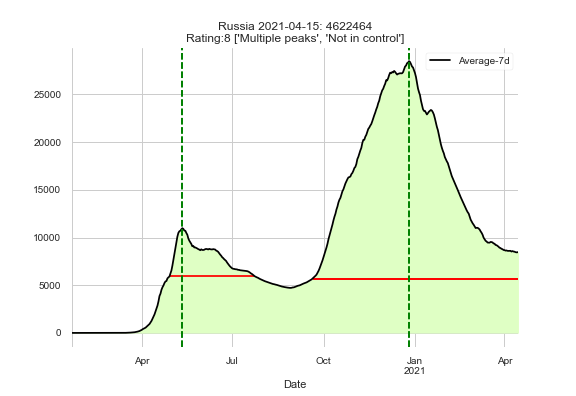 Russia 2021-04-15: 4622464
Rating:8 ['Multiple peaks', 'Not in control']
Average-7d
25000
20000
15000
10000
5000
0
Apr
Jul
Oct
Jan
2021
Apr
Date